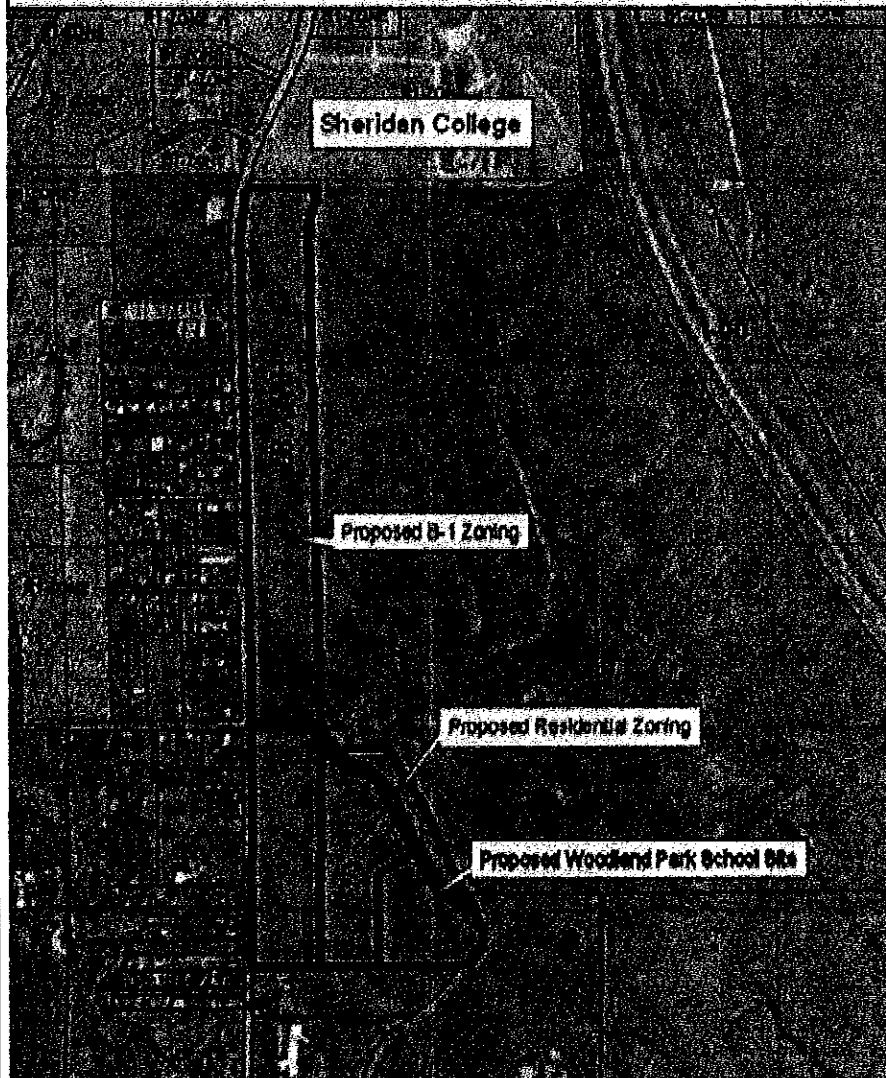 Sheridan College
Proposed B-1 Zoning
Proposed Residential Zoning
Proposed Woodland Park School Site